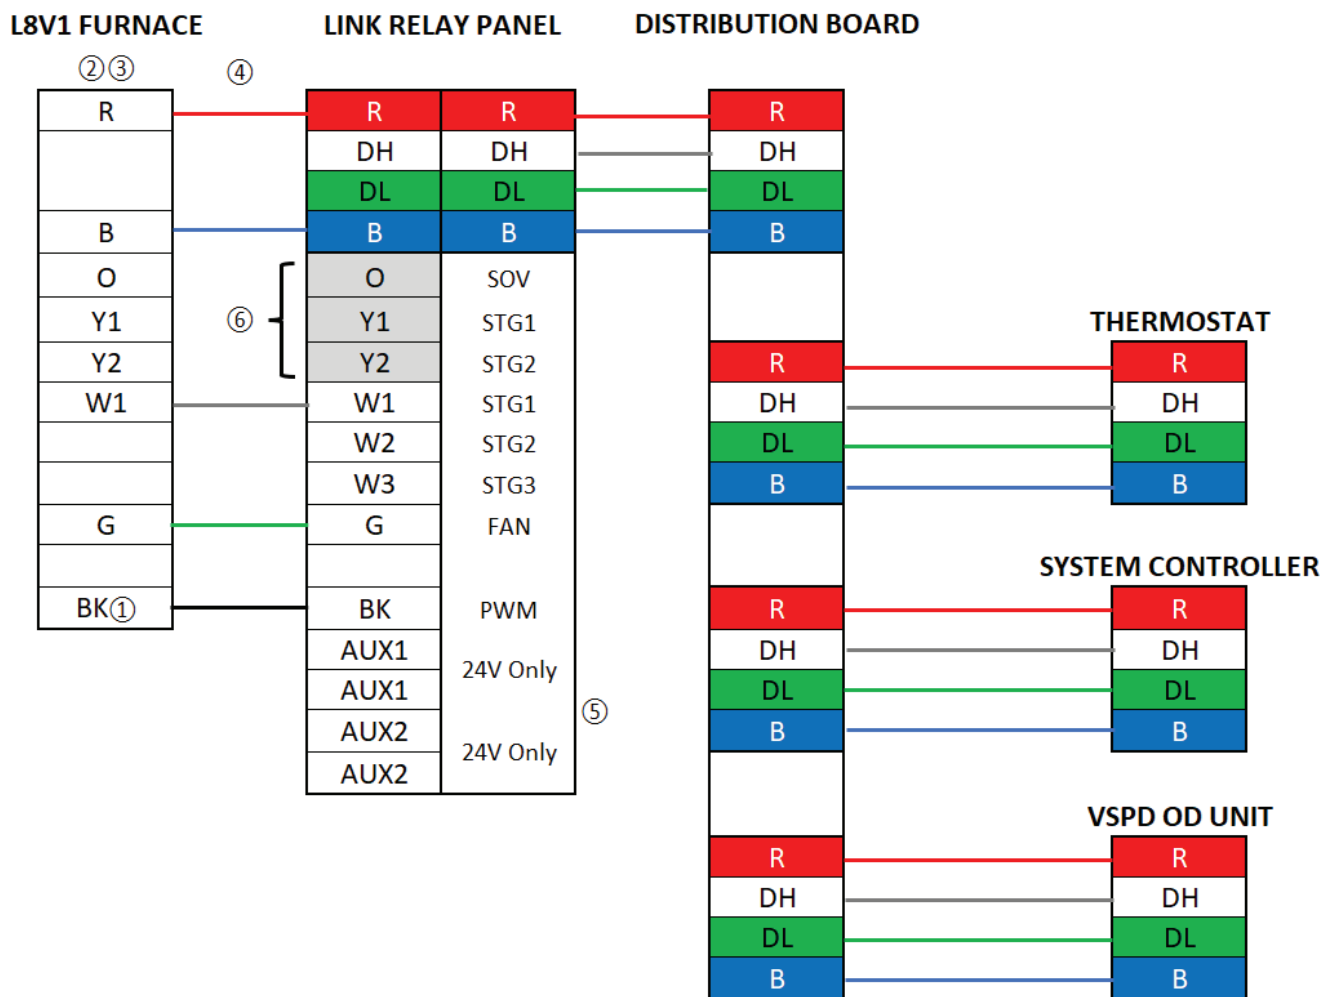 L8V1 FURNACE LINK RELAY PANEL DISTRIBUTION BOARD
②③ ④
R R R R
DH DH DH
DL DL DL
B B B B
O O SOV
⑥ Y1 Y1 STG1
THERMOSTAT
Y2 Y2 STG2 R R
W1 W1 STG1 DH DH
W2 STG2 DL DL
W3 STG3 B B
G G FAN
SYSTEM CONTROLLER
BK① BK PWM R R
AUX1 DH DH
24V Only
AUX1 DL DL
⑤
AUX2 B B
24V Only
AUX2
VSPD OD UNIT
R R
DH DH
DL DL
B B